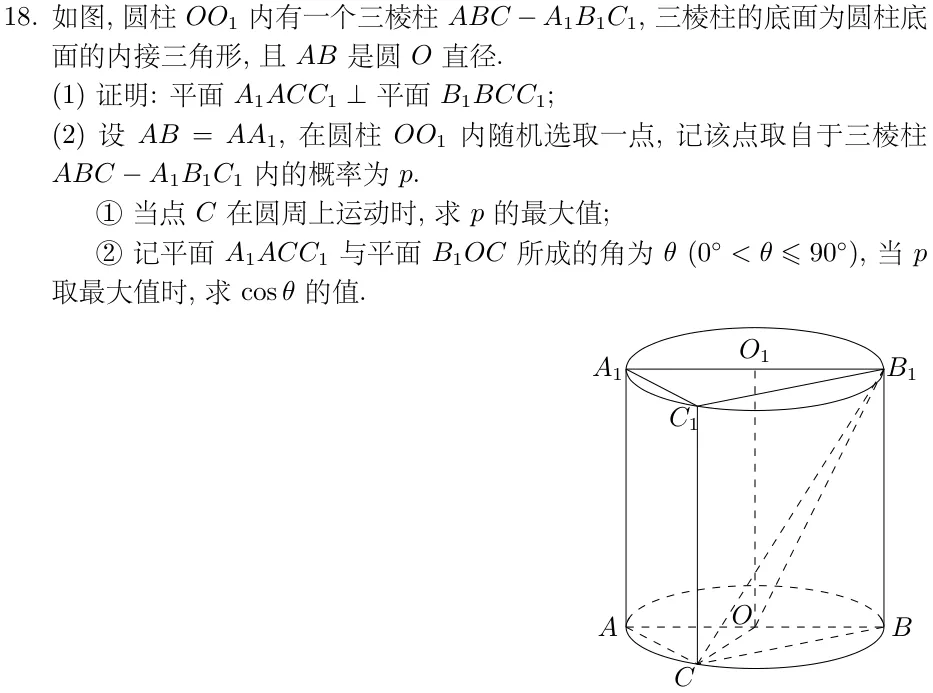 18. 如图, 圆柱 OO₁ 内有一个三棱柱 ABC − A₁B₁C₁, 三棱柱的底面为圆柱底
面的内接三角形, 且 AB 是圆 O 直径.
(1) 证明: 平面 A₁ACC₁ ⊥ 平面 B₁BCC₁;
(2) 设 AB = AA₁, 在圆柱 OO₁ 内随机选取一点, 记该点取自于三棱柱
ABC − A₁B₁C₁ 内的概率为 p.
① 当点 C 在圆周上运动时, 求 p 的最大值;
② 记平面 A₁ACC₁ 与平面 B₁OC 所成的角为 θ (0° < θ ⩽ 90°), 当 p
取最大值时, 求 cos θ 的值.
O₁
A₁
B₁
C₁
O
A
B
C